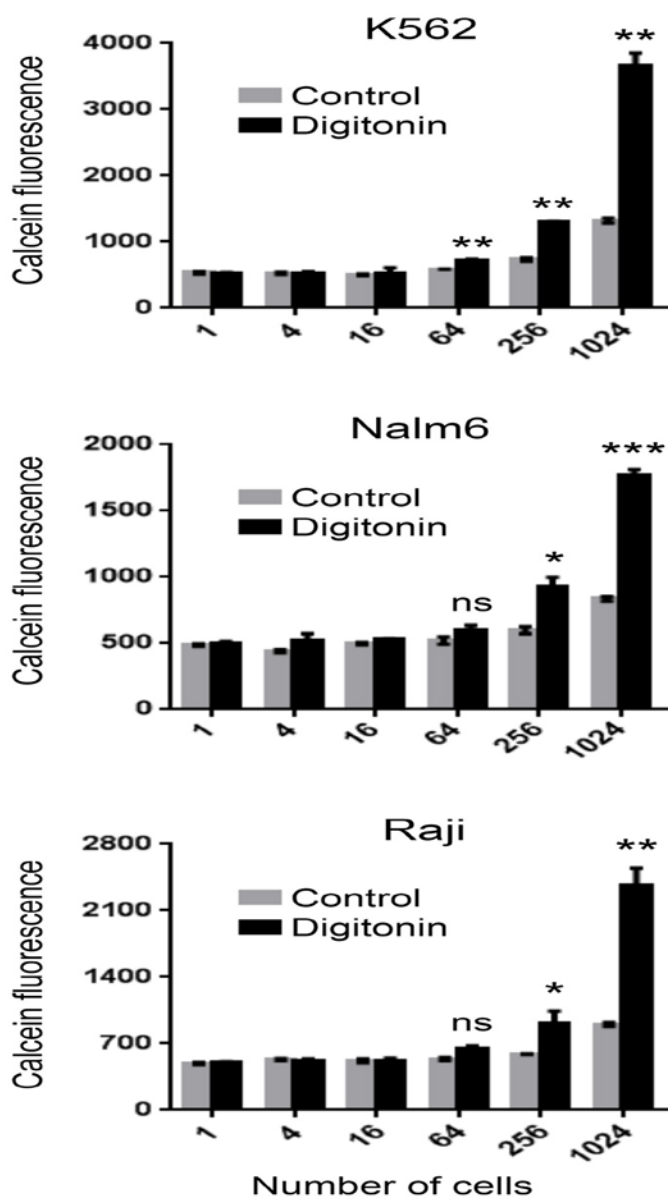 K562
**
4000
Control
Digitonin
3000
2000
**
**
1000
0
Calcein fluorescence
1 4 16 64 256 1024
Nalm6
2000
***
Control
Digitonin
1500
1000
*
ns
500
0
Calcein fluorescence
1 4 16 64 256 1024
Raji
2800
**
Control
Digitonin
2100
1400
*
ns
700
0
Calcein fluorescence
1 4 16 64 256 1024
Number of cells